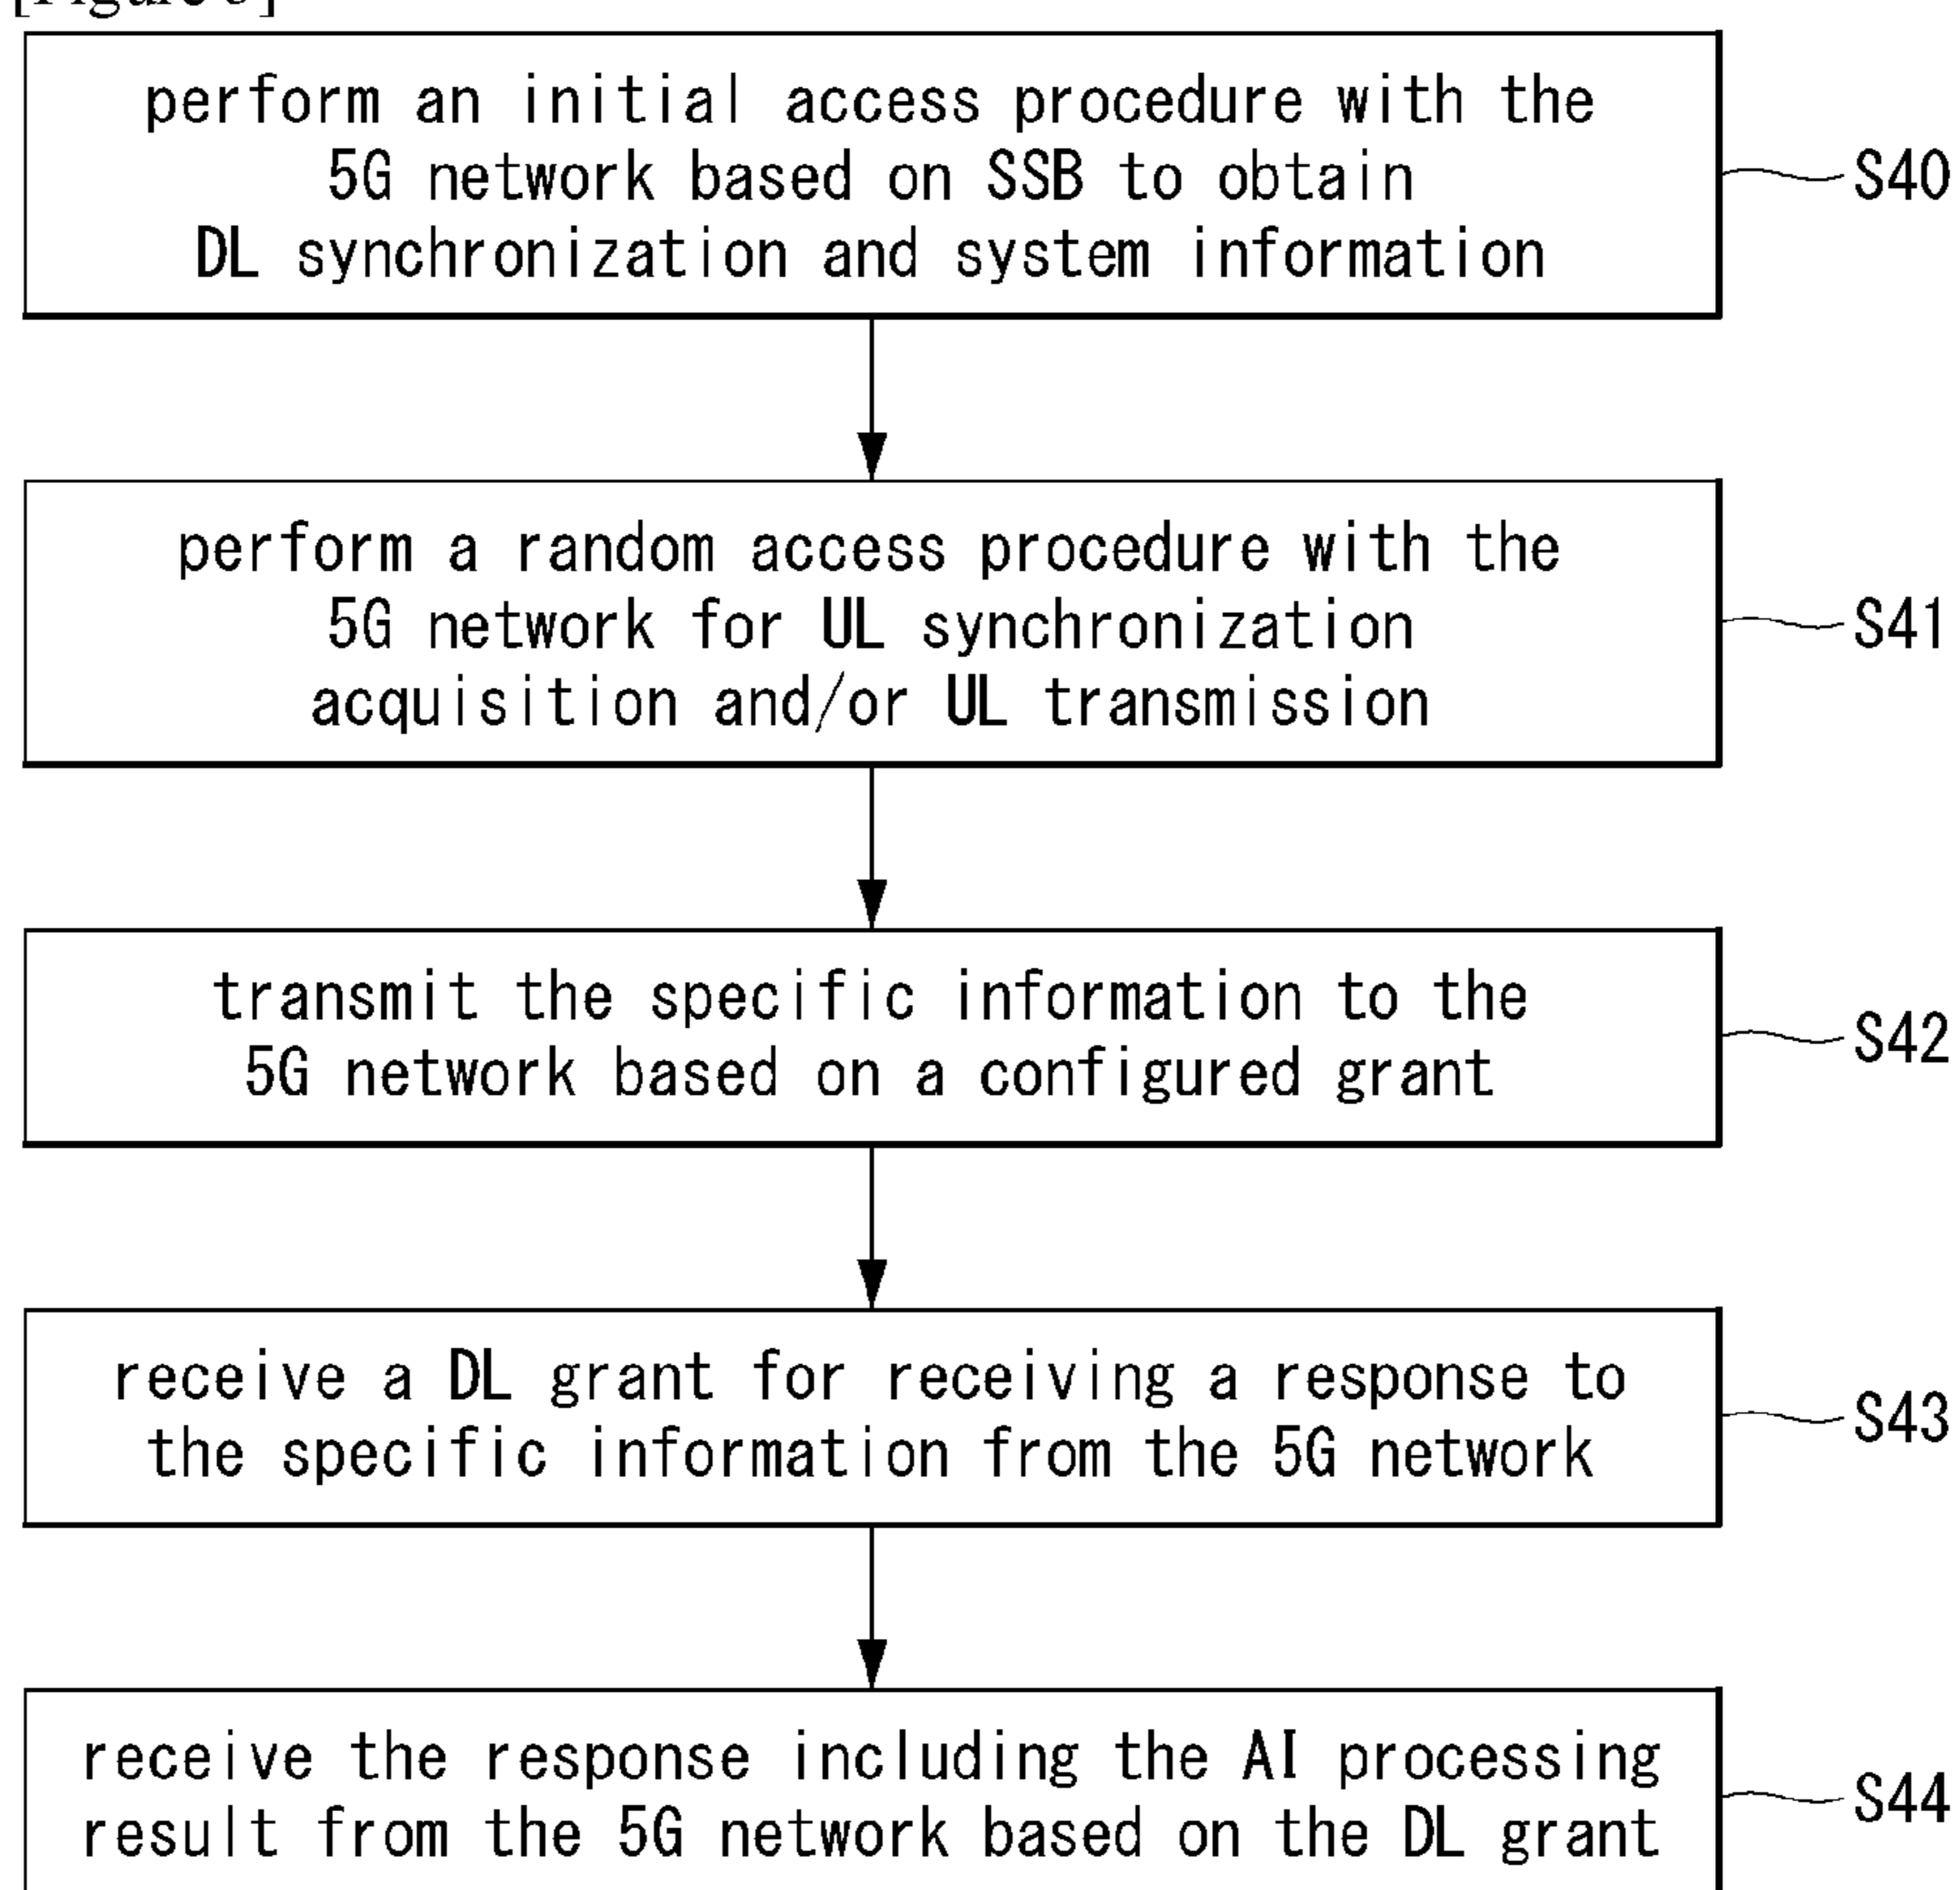 perform an initial access procedure with the
5G network based on SSB to obtain
DL synchronization and system information
S40
perform a random access procedure with the
5G network for UL synchronization
acquisition and/or UL transmission
S41
transmit the specific information to the
5G network based on a configured grant
S42
receive a DL grant for receiving a response to
the specific information from the 5G network
S43
receive the response including the AI processing
result from the 5G network based on the DL grant
S44